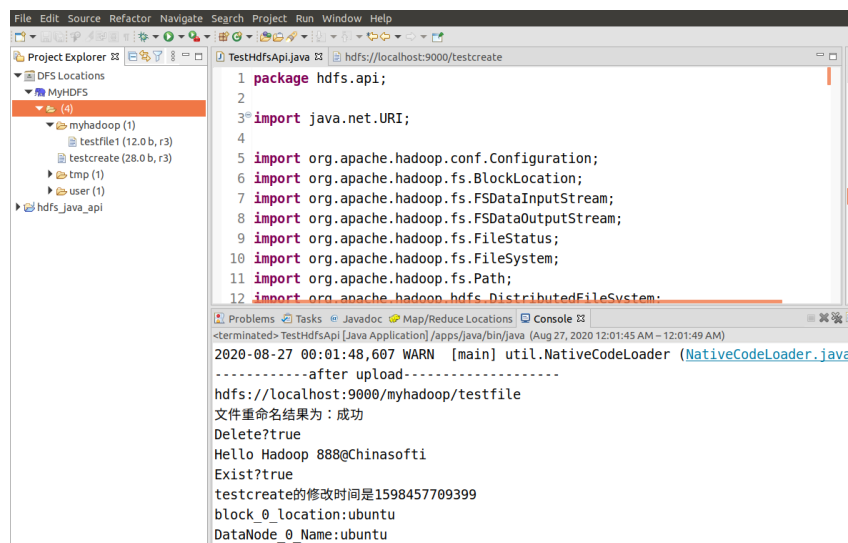 File Edit Source Refactor Navigate Search Project Run Window Help
Project Explorer
DFS Locations
MyHDFS
(4)
myhadoop (1)
testfile1 (12.0 b, r3)
testcreate (28.0 b, r3)
tmp (1)
user (1)
hdfs_java_api
TestHdfsApi.java hdfs://localhost:9000/testcreate
1 package hdfs.api;
2
3 import java.net.URI;
4
5 import org.apache.hadoop.conf.Configuration;
6 import org.apache.hadoop.fs.BlockLocation;
7 import org.apache.hadoop.fs.FSDataInputStream;
8 import org.apache.hadoop.fs.FSDataOutputStream;
9 import org.apache.hadoop.fs.FileStatus;
10 import org.apache.hadoop.fs.FileSystem;
11 import org.apache.hadoop.fs.Path;
12 import org.apache.hadoop.hdfs.DistributedFileSystem;
Problems Tasks Javadoc Map/Reduce Locations Console
<terminated> TestHdfsApi [Java Application] /apps/java/bin/java (Aug 27, 2020 12:01:45 AM – 12:01:49 AM)
2020-08-27 00:01:48,607 WARN [main] util.NativeCodeLoader (NativeCodeLoader.java
------------after upload--------------------
hdfs://localhost:9000/myhadoop/testfile
文件重命名结果为：成功
Delete?true
Hello Hadoop 888@Chinasofti
Exist?true
testcreate的修改时间是1598457709399
block_0_location:ubuntu
DataNode_0_Name:ubuntu